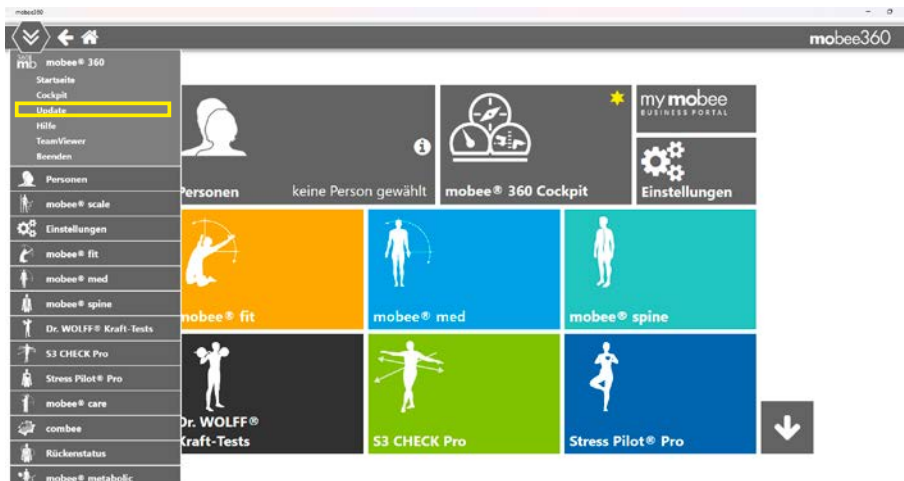 mobee360
mobee360
360
mb
mobee® 360
Startseite
Cockpit
Update
Hilfe
TeamViewer
Beenden
Personen
mobee® scale
Einstellungen
mobee® fit
mobee® med
mobee® spine
Dr. WOLFF® Kraft-Tests
S3 CHECK Pro
Stress Pilot® Pro
mobee® care
combee
Rückenstatus
mobee® metabolic
Personen
keine Person gewählt
mobee® 360 Cockpit
my mobee
BUSINESS PORTAL
Einstellungen
mobee® fit
mobee® med
mobee® spine
Dr. WOLFF®
Kraft-Tests
S3 CHECK Pro
Stress Pilot® Pro